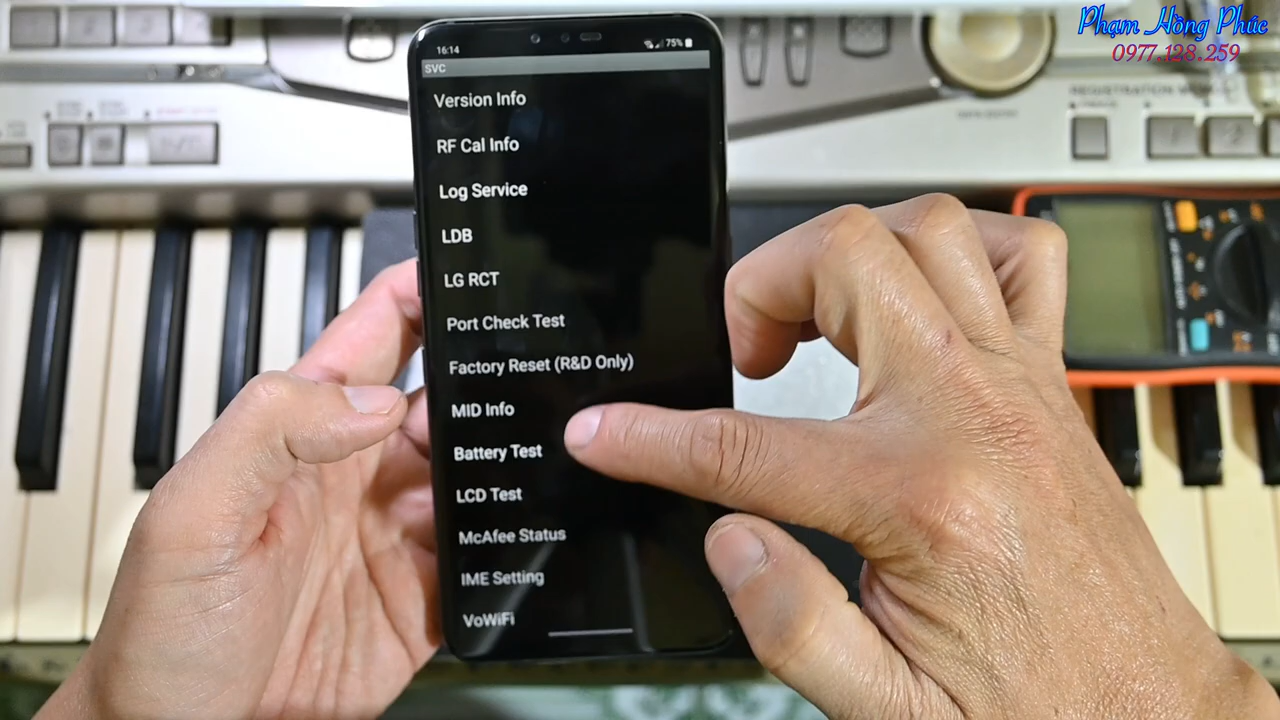 Phạm Hồng Phúc
0977.128.259
16:14
75%
SVC
Version Info
RF Cal Info
Log Service
LDB
LG RCT
Port Check Test
Factory Reset (R&D Only)
MID Info
Battery Test
LCD Test
McAfee Status
IME Setting
VoWiFi